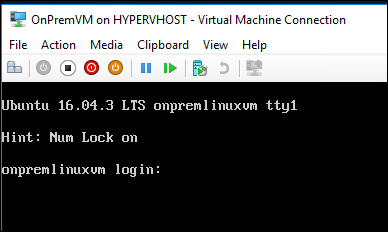 OnPremVM on HYPERVHOST - Virtual Machine Connection
File Action Media Clipboard View Help
Ubuntu 16.04.3 LTS onpremlinuxvm tty1
Hint: Num Lock on
onpremlinuxvm login: